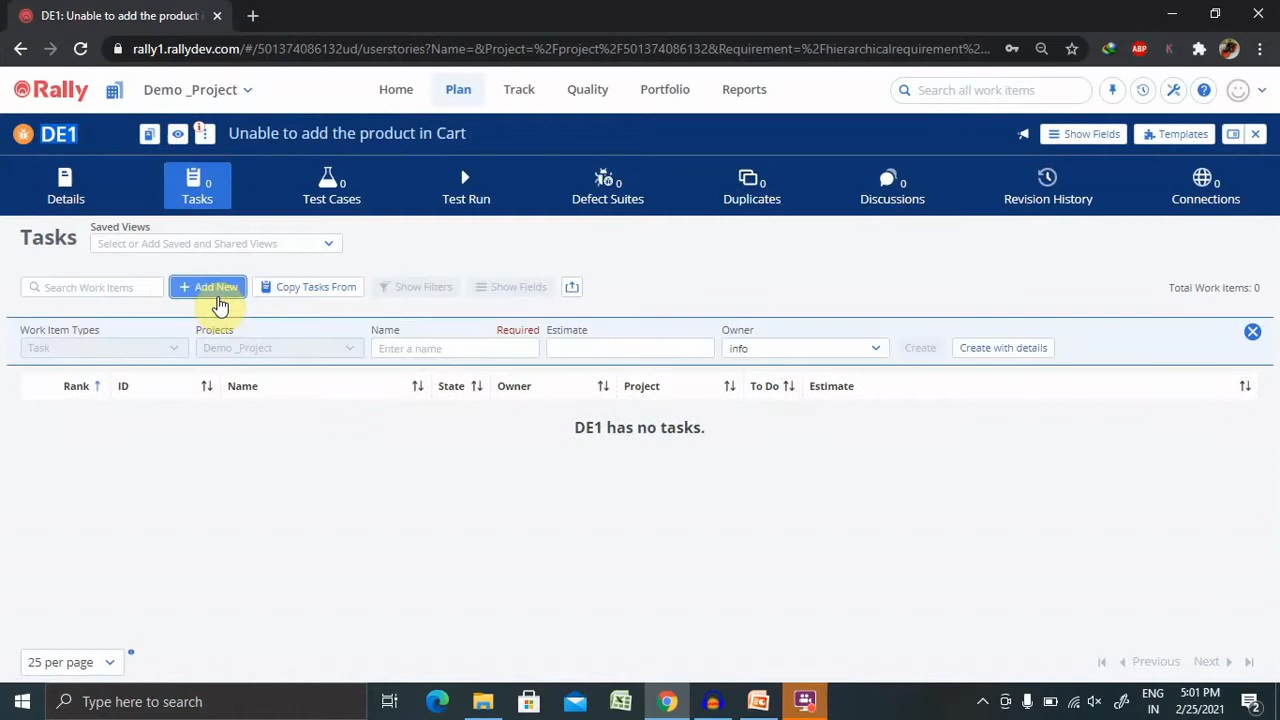 DE1: Unable to add the product in
rally1.rallydev.com/#/501374086132ud/userstories?Name=&Project=%2Fproject%2F501374086132&Requirement=%2Fhierarchicalrequirement%2...
ABP
K
Rally
Demo _Project
Home
Plan
Track
Quality
Portfolio
Reports
Search all work items
DE1
Unable to add the product in Cart
Show Fields
Templates
Details
0
Tasks
0
Test Cases
Test Run
0
Defect Suites
0
Duplicates
0
Discussions
Revision History
0
Connections
Tasks
Saved Views
Select or Add Saved and Shared Views
Search Work Items
+ Add New
Copy Tasks From
Show Filters
Show Fields
Total Work Items: 0
Work Item Types
Projects
Name
Required
Estimate
Owner
Task
Demo _Project
Enter a name
info
Create
Create with details
Rank
ID
Name
State
Owner
Project
To Do
Estimate
DE1 has no tasks.
25 per page
Previous
Next
Type here to search
ENG
IN
5:01 PM
2/25/2021
2